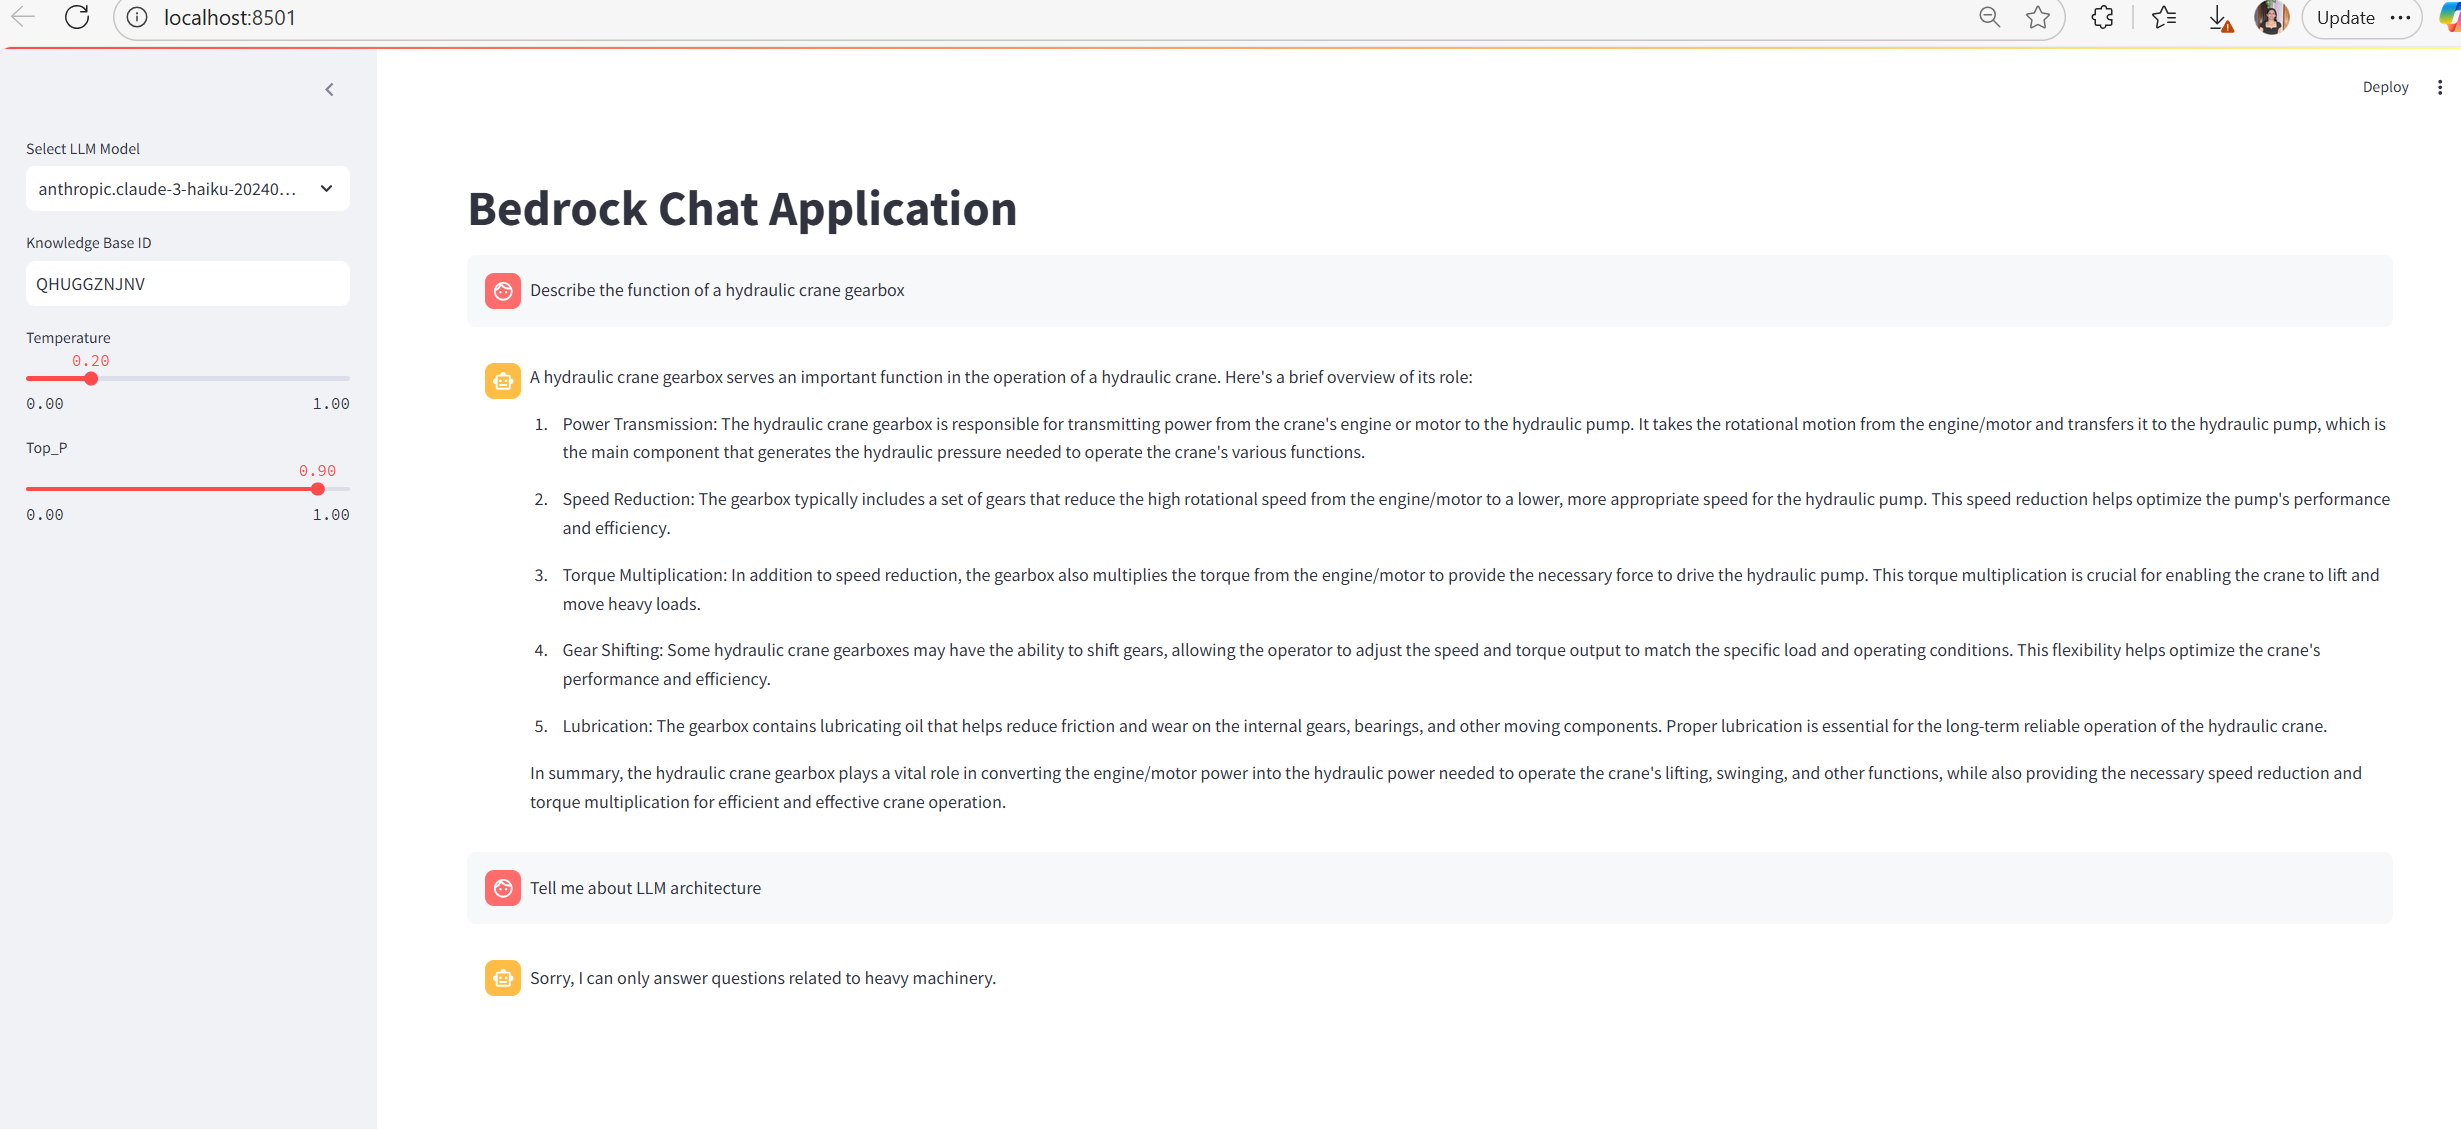 localhost:8501
Update
Deploy
Select LLM Model
anthropic.claude-3-haiku-20240...
Knowledge Base ID
QHUGGZNJNV
Temperature
0.20
0.00 1.00
Top_P
0.90
0.00 1.00
Bedrock Chat Application
Describe the function of a hydraulic crane gearbox
A hydraulic crane gearbox serves an important function in the operation of a hydraulic crane. Here's a brief overview of its role:
1. Power Transmission: The hydraulic crane gearbox is responsible for transmitting power from the crane's engine or motor to the hydraulic pump. It takes the rotational motion from the engine/motor and transfers it to the hydraulic pump, which is
the main component that generates the hydraulic pressure needed to operate the crane's various functions.
2. Speed Reduction: The gearbox typically includes a set of gears that reduce the high rotational speed from the engine/motor to a lower, more appropriate speed for the hydraulic pump. This speed reduction helps optimize the pump's performance
and efficiency.
3. Torque Multiplication: In addition to speed reduction, the gearbox also multiplies the torque from the engine/motor to provide the necessary force to drive the hydraulic pump. This torque multiplication is crucial for enabling the crane to lift and
move heavy loads.
4. Gear Shifting: Some hydraulic crane gearboxes may have the ability to shift gears, allowing the operator to adjust the speed and torque output to match the specific load and operating conditions. This flexibility helps optimize the crane's
performance and efficiency.
5. Lubrication: The gearbox contains lubricating oil that helps reduce friction and wear on the internal gears, bearings, and other moving components. Proper lubrication is essential for the long-term reliable operation of the hydraulic crane.
In summary, the hydraulic crane gearbox plays a vital role in converting the engine/motor power into the hydraulic power needed to operate the crane's lifting, swinging, and other functions, while also providing the necessary speed reduction and
torque multiplication for efficient and effective crane operation.
Tell me about LLM architecture
Sorry, I can only answer questions related to heavy machinery.